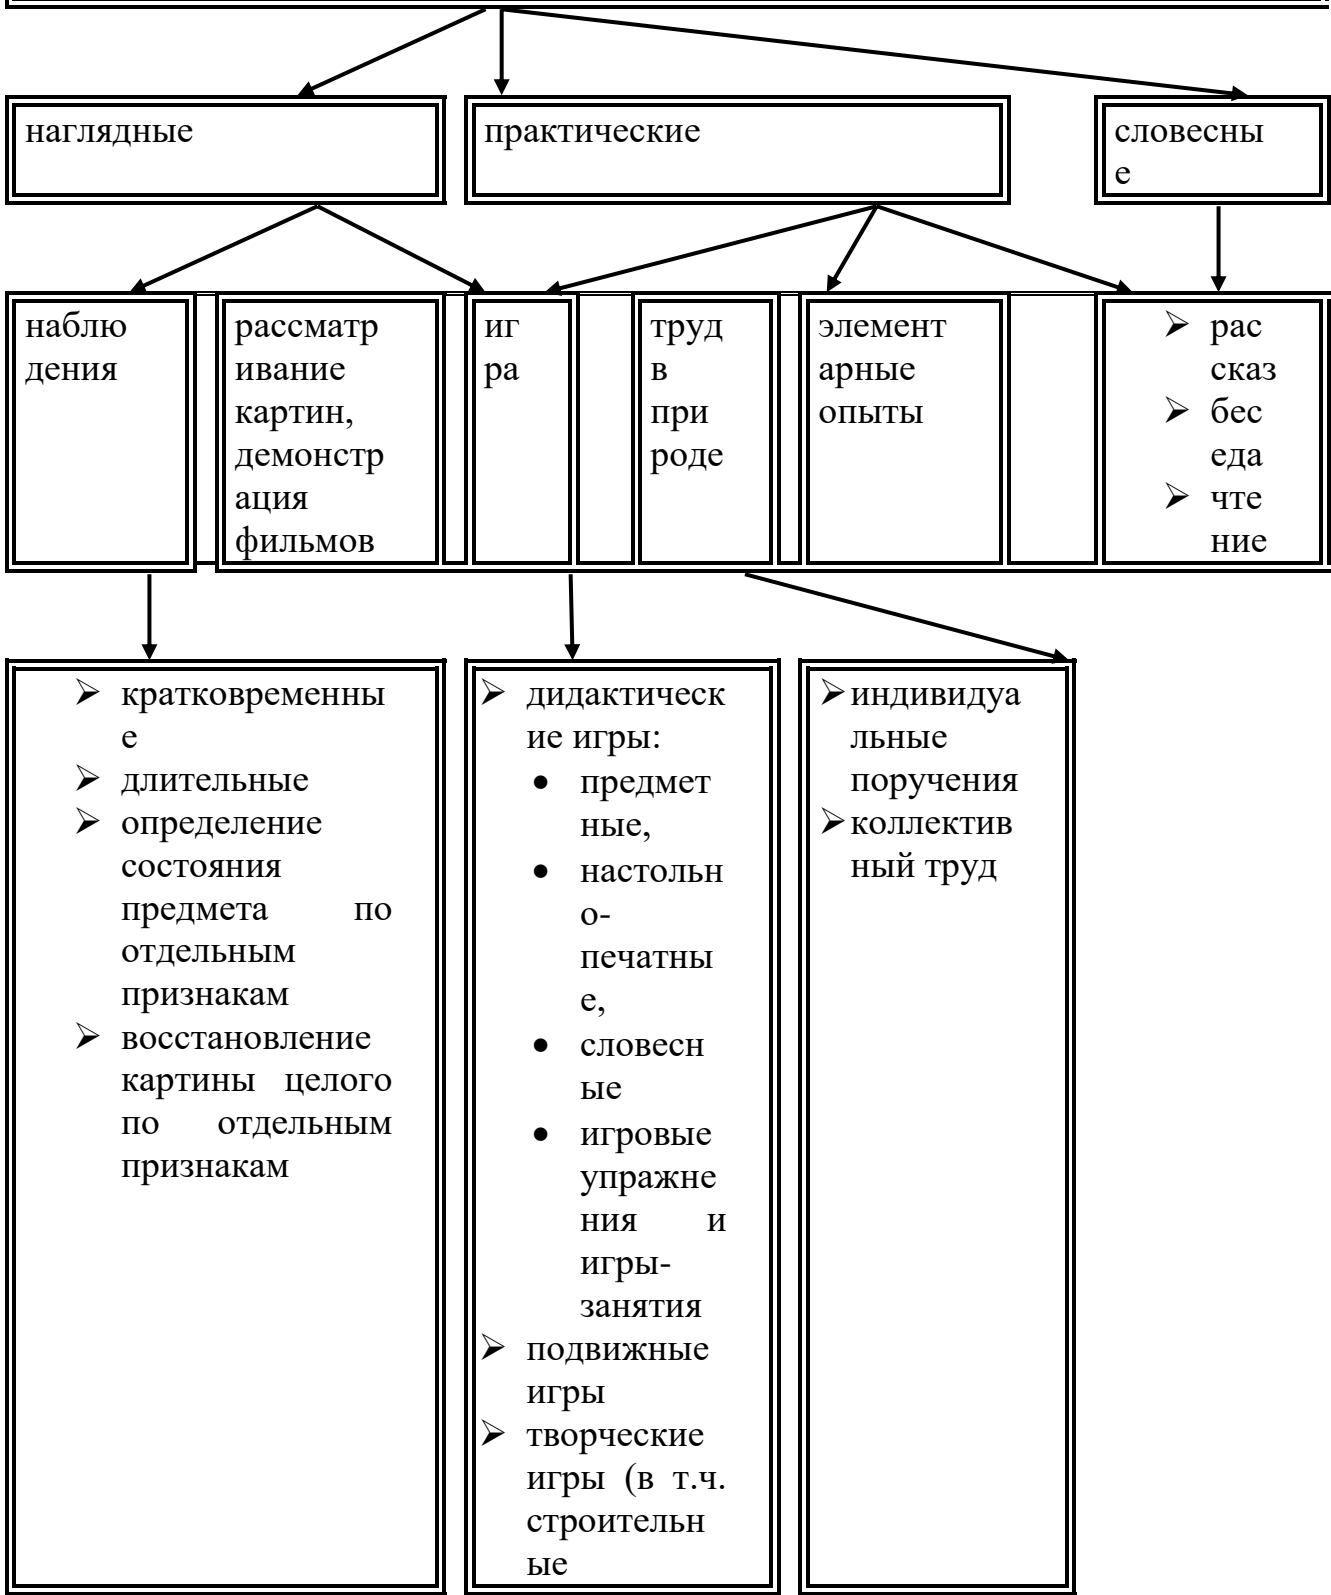 наглядные
практические
словесны
е
наблю
дения
рассматр
ивание
картин,
демонстр
ация
фильмов
иг
ра
труд
в
при
роде
элемент
арные
опыты
➢ рас
сказ
➢ бес
еда
➢ чте
ние
➢ кратковременны
е
➢ длительные
➢ определение
состояния
предмета по
отдельным
признакам
➢ восстановление
картины целого
по отдельным
признакам
➢ дидактическ
ие игры:
• предмет
ные,
• настольн
о-
печатны
е,
• словесн
ые
• игровые
упражне
ния и
игры-
занятия
➢ подвижные
игры
➢ творческие
игры (в т.ч.
строительн
ые
➢ индивидуа
льные
поручения
➢ коллектив
ный труд